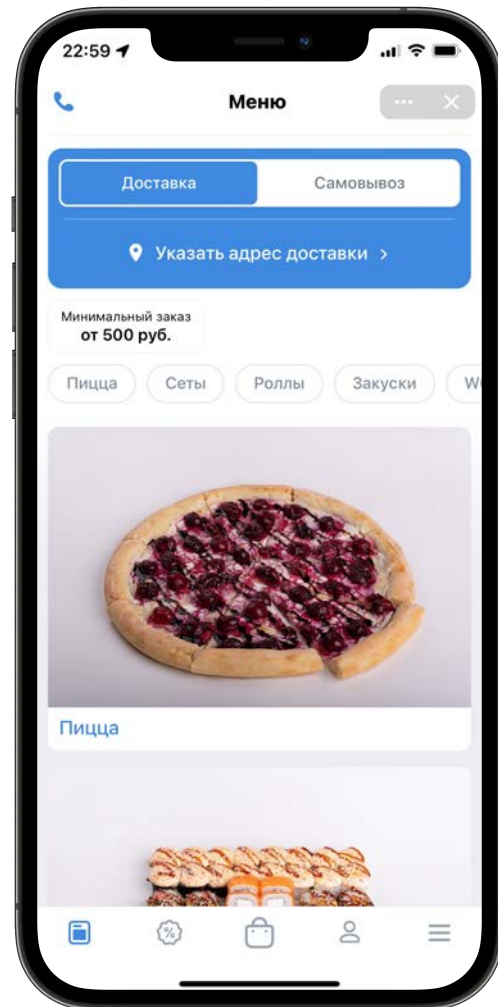 22:59
Меню
Доставка
Самовывоз
Указать адрес доставки >
Минимальный заказ
от 500 руб.
Пицца
Сеты
Роллы
Закуски
W
Пицца
%